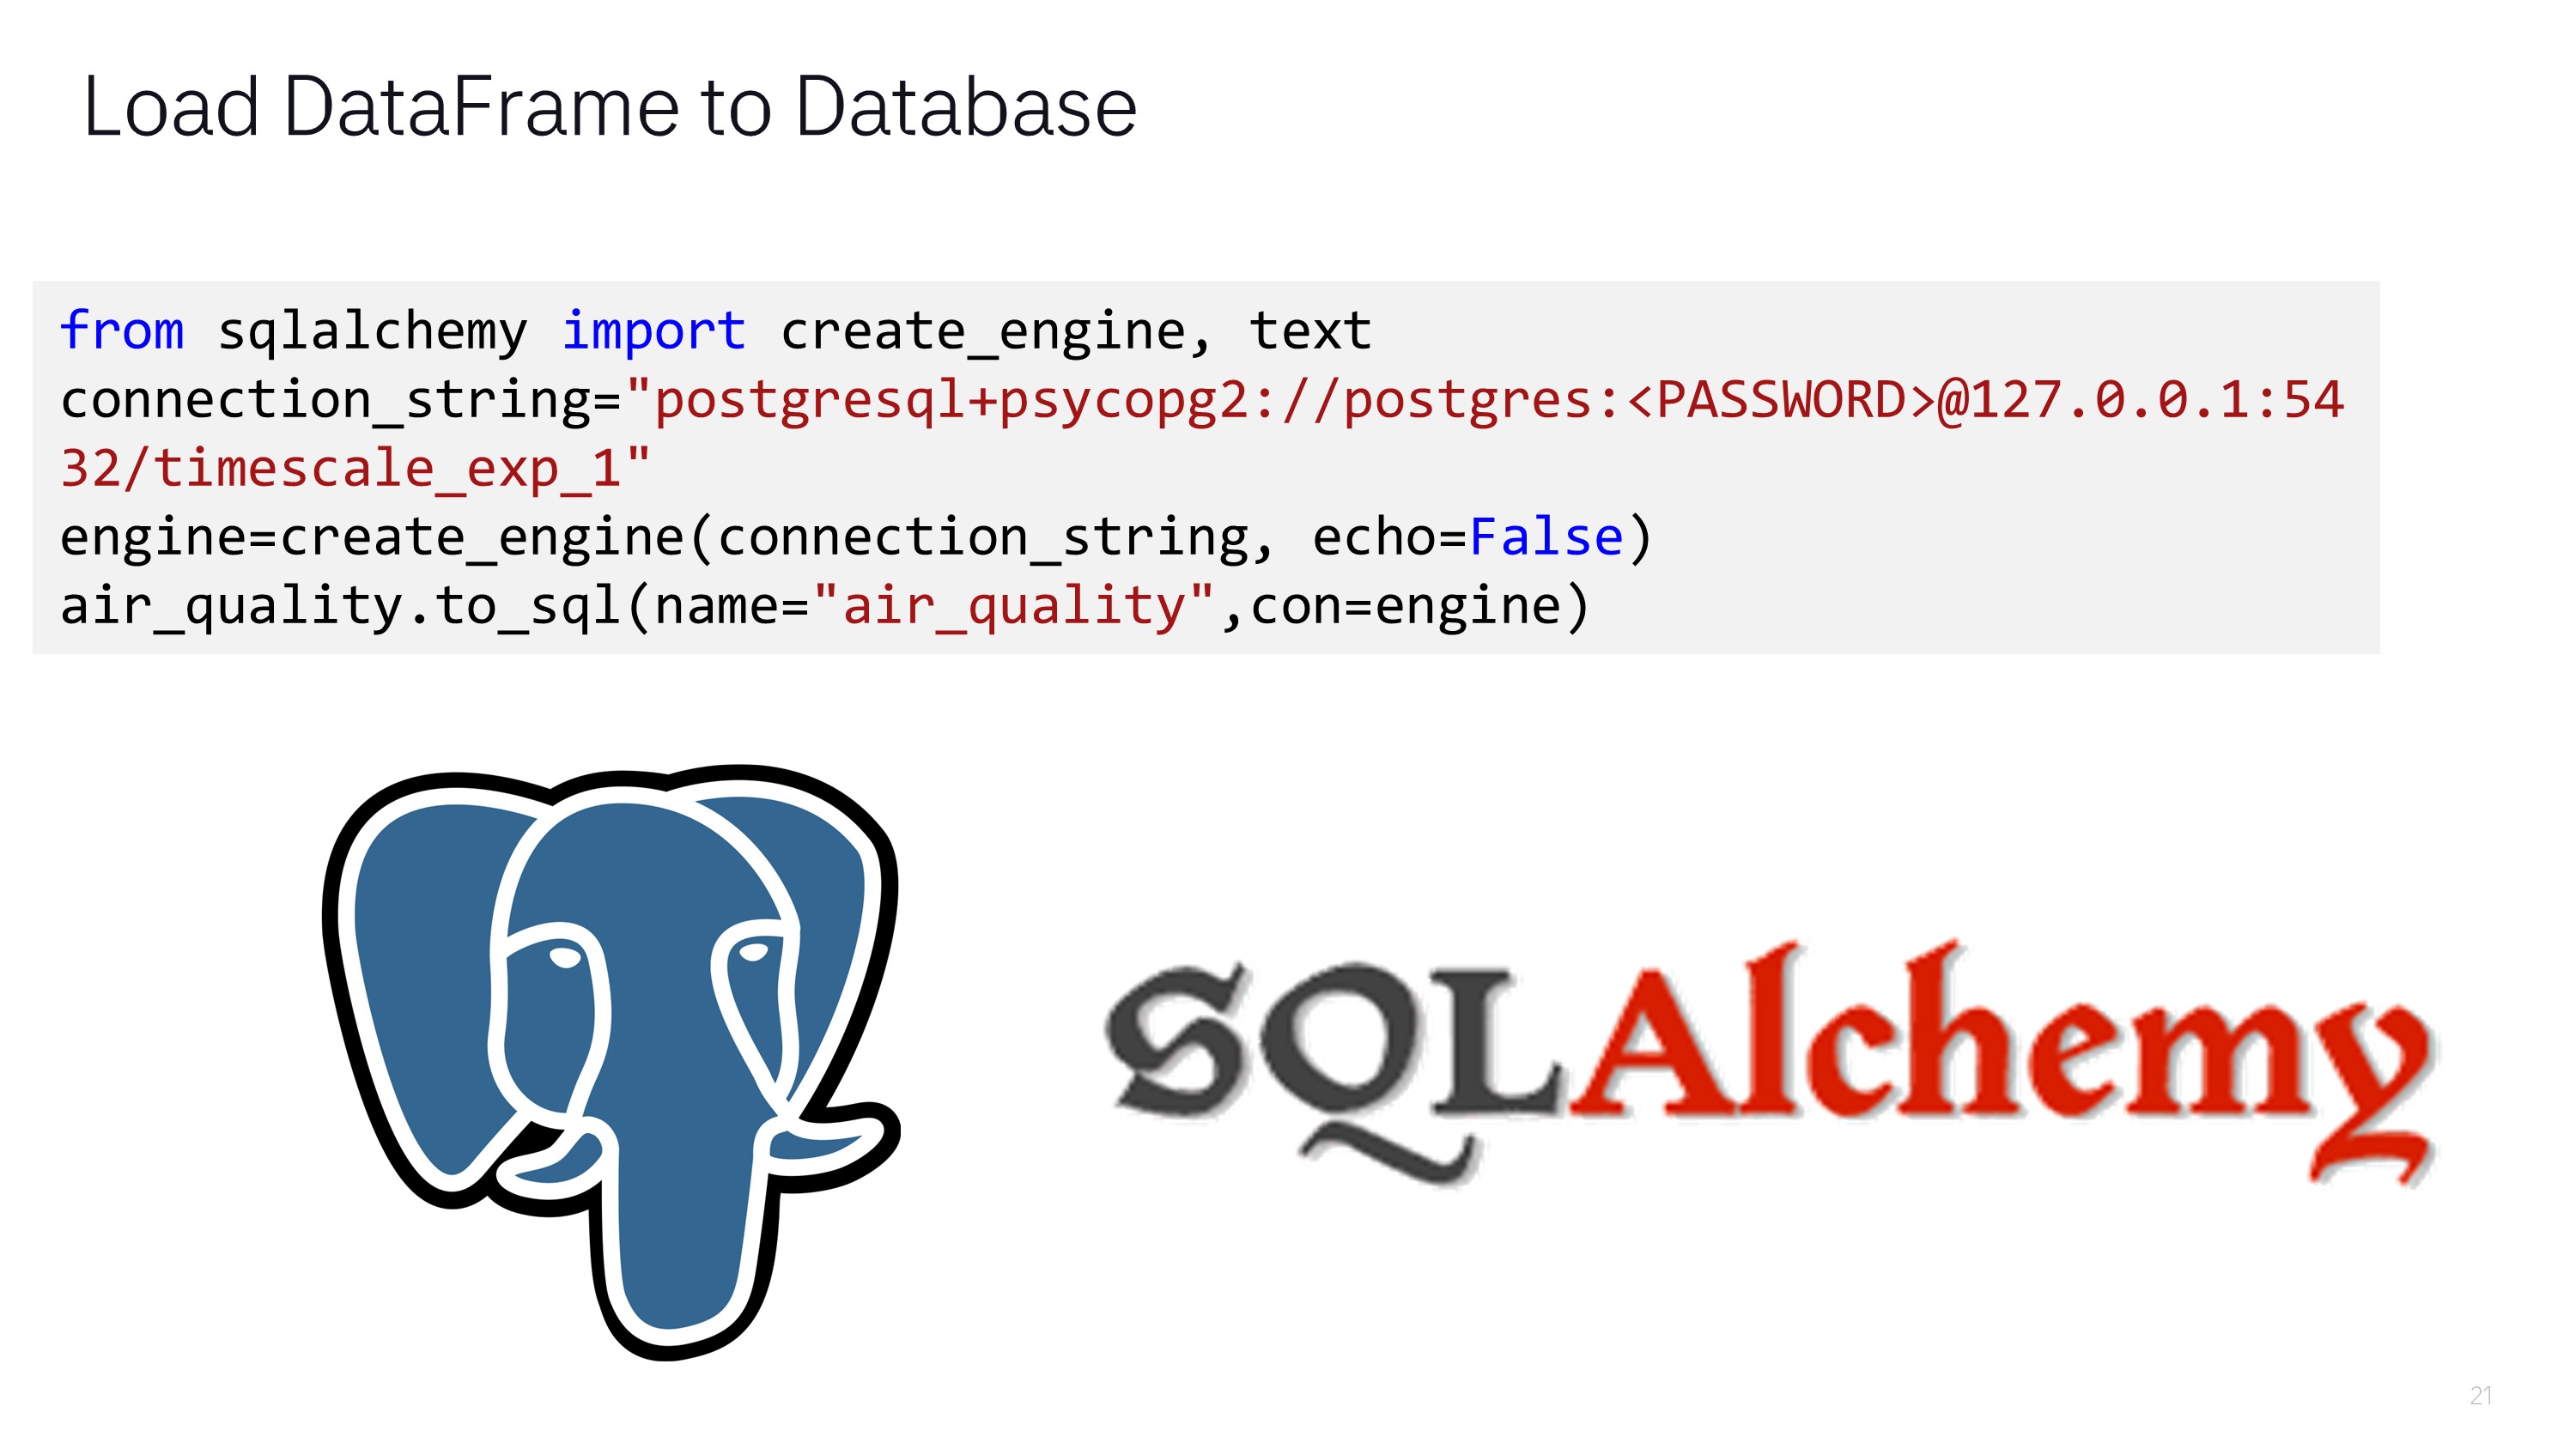 Load DataFrame to Database
from sqlalchemy import create_engine, text
connection_string="postgresql+psycopg2://postgres:<PASSWORD>@127.0.0.1:54
32/timescale_exp_1"
engine=create_engine(connection_string, echo=False)
air_quality.to_sql(name="air_quality",con=engine)
SQLAlchemy
21